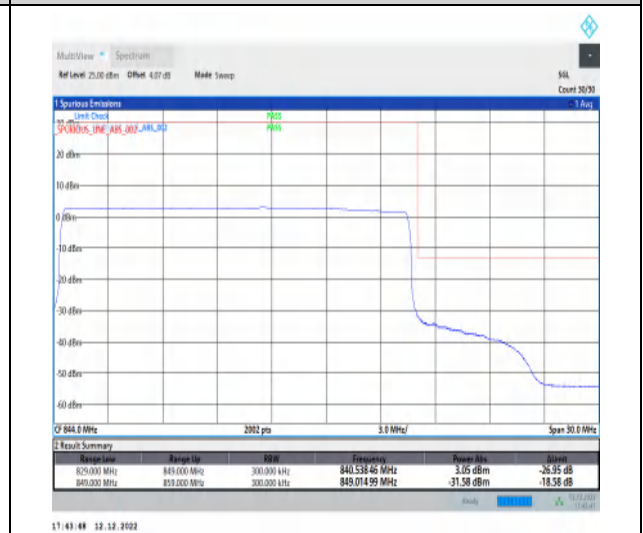 MultiView Spectrum
Ref Level 25.00 dBm Offset 4.07 dB Mode Sweep SGL
Count 30/30
1 Spurious Emissions 1 Avg
Limit Check PASS
SPURIOUS_LINE_ABS_002 PASS
20 dBm
10 dBm
0 dBm
-10 dBm
-20 dBm
-30 dBm
-40 dBm
-50 dBm
-60 dBm
CF 844.0 MHz 2002 pts 3.0 MHz/ Span 30.0 MHz
2 Result Summary
Range Low Range Up RBW Frequency Power Abs ΔLimit
829.000 MHz 849.000 MHz 300.000 kHz 840.53846 MHz 3.05 dBm -26.95 dB
849.000 MHz 859.000 MHz 300.000 kHz 849.01499 MHz -31.58 dBm -18.58 dB
Ready
17:43:48 12.12.2022